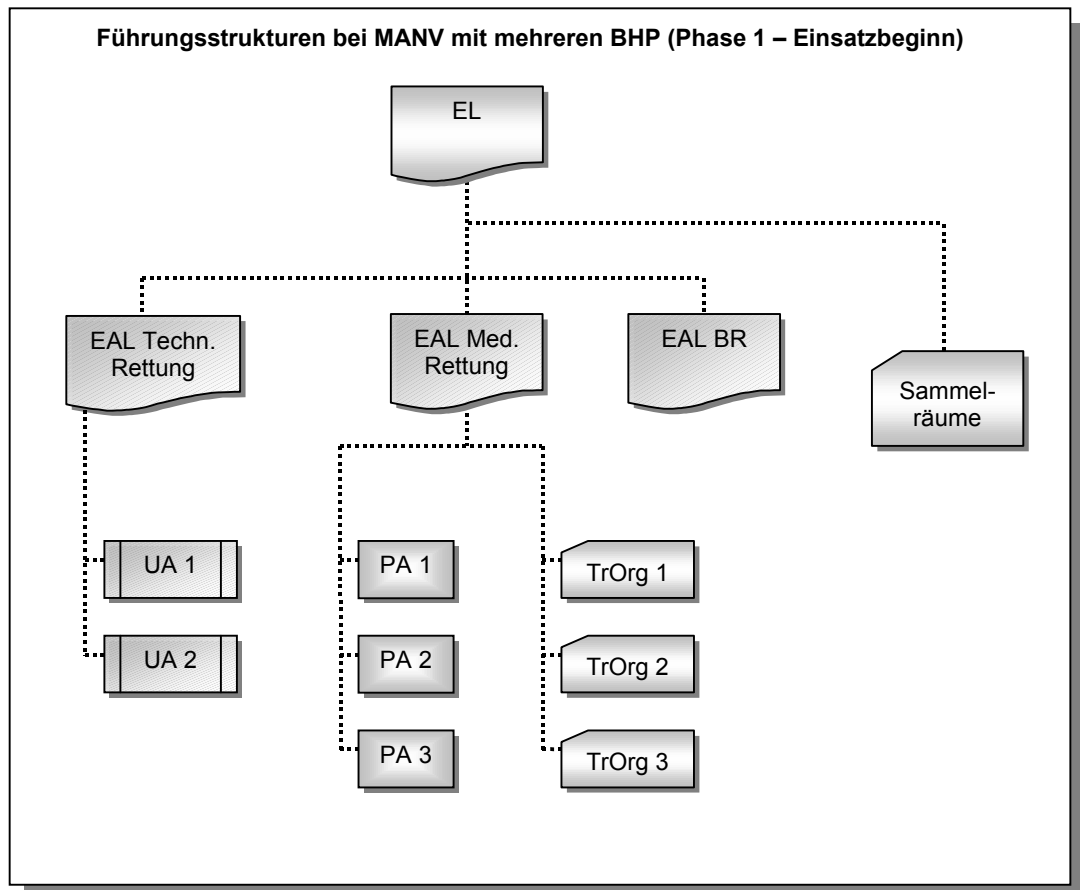 Führungsstrukturen bei MANV mit mehreren BHP (Phase 1 – Einsatzbeginn)
EL
EAL Techn.
Rettung
EAL Med.
Rettung
EAL BR
Sammel-
räume
UA 1
PA 1
TrOrg 1
UA 2
PA 2
TrOrg 2
PA 3
TrOrg 3